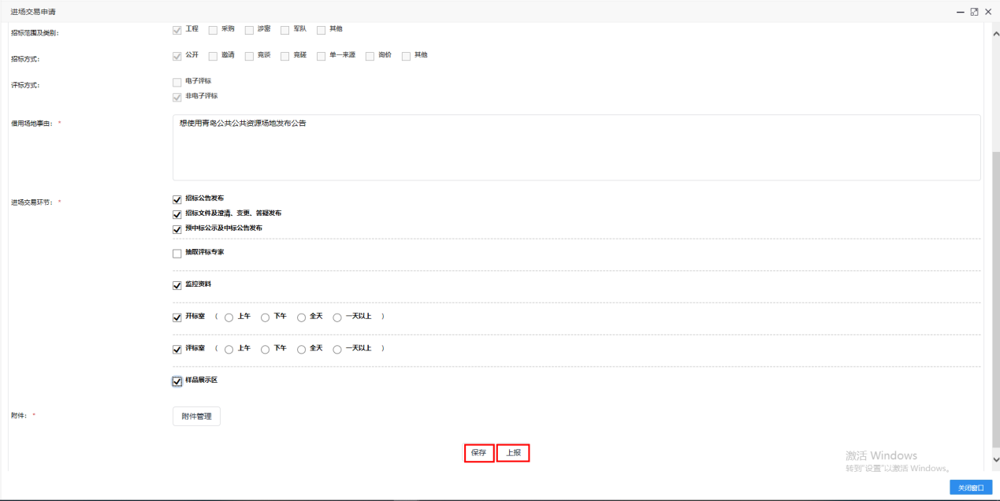 进场交易申请
招标范围及类别: 工程 采购 涉密 军队 其他
招标方式: 公开 邀请 竞谈 竞磋 单一来源 询价 其他
评标方式: 电子评标
非电子评标
借用场地事由: * 想使用青岛公共公共资源场地发布公告
进场交易环节: * 招标公告发布
招标文件及澄清、变更、答疑发布
预中标公示及中标公告发布
抽取评标专家
监控资料
开标室 ( 上午 下午 全天 一天以上 )
评标室 ( 上午 下午 全天 一天以上 )
样品展示区
附件: * 附件管理
保存 上报
激活 Windows
转到"设置"以激活 Windows。
关闭窗口